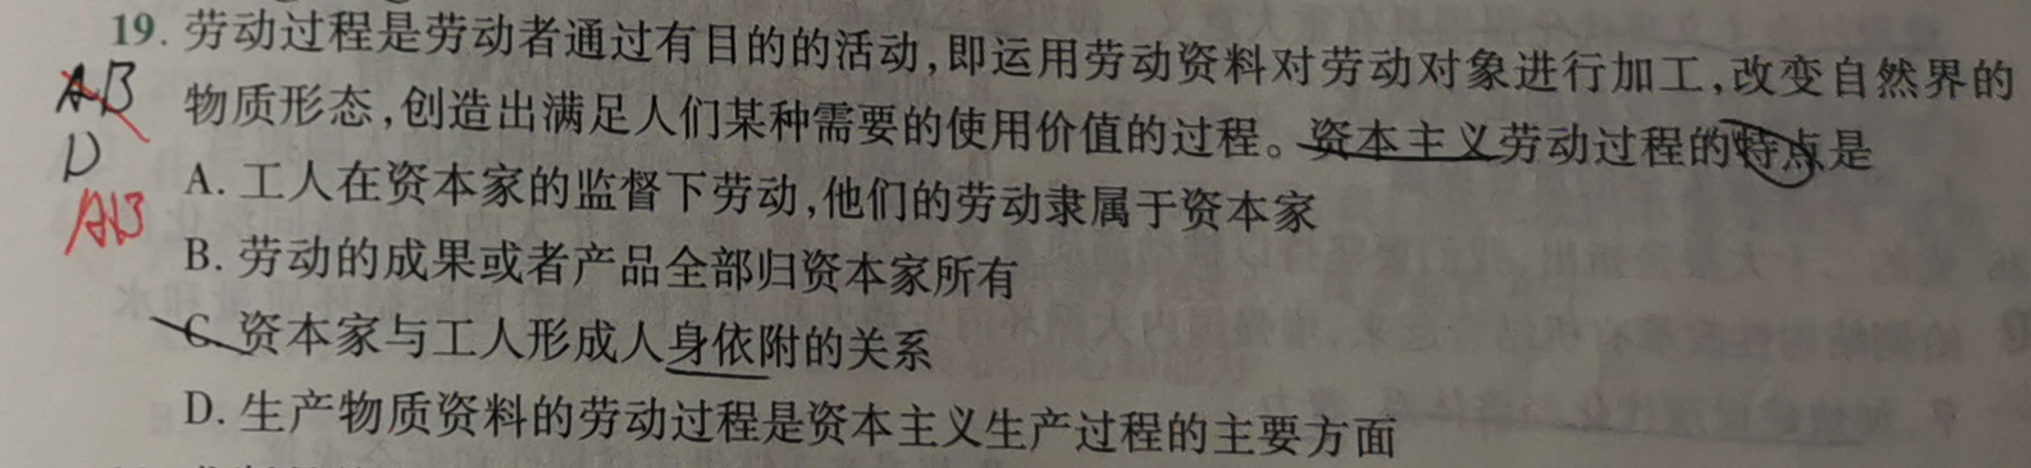 19. 劳动过程是劳动者通过有目的的活动,即运用劳动资料对劳动对象进行加工,改变自然界的
AB
物质形态,创造出满足人们某种需要的使用价值的过程。资本主义劳动过程的特点是
D
A. 工人在资本家的监督下劳动,他们的劳动隶属于资本家
AB
B. 劳动的成果或者产品全部归资本家所有
C. 资本家与工人形成人身依附的关系
D. 生产物质资料的劳动过程是资本主义生产过程的主要方面